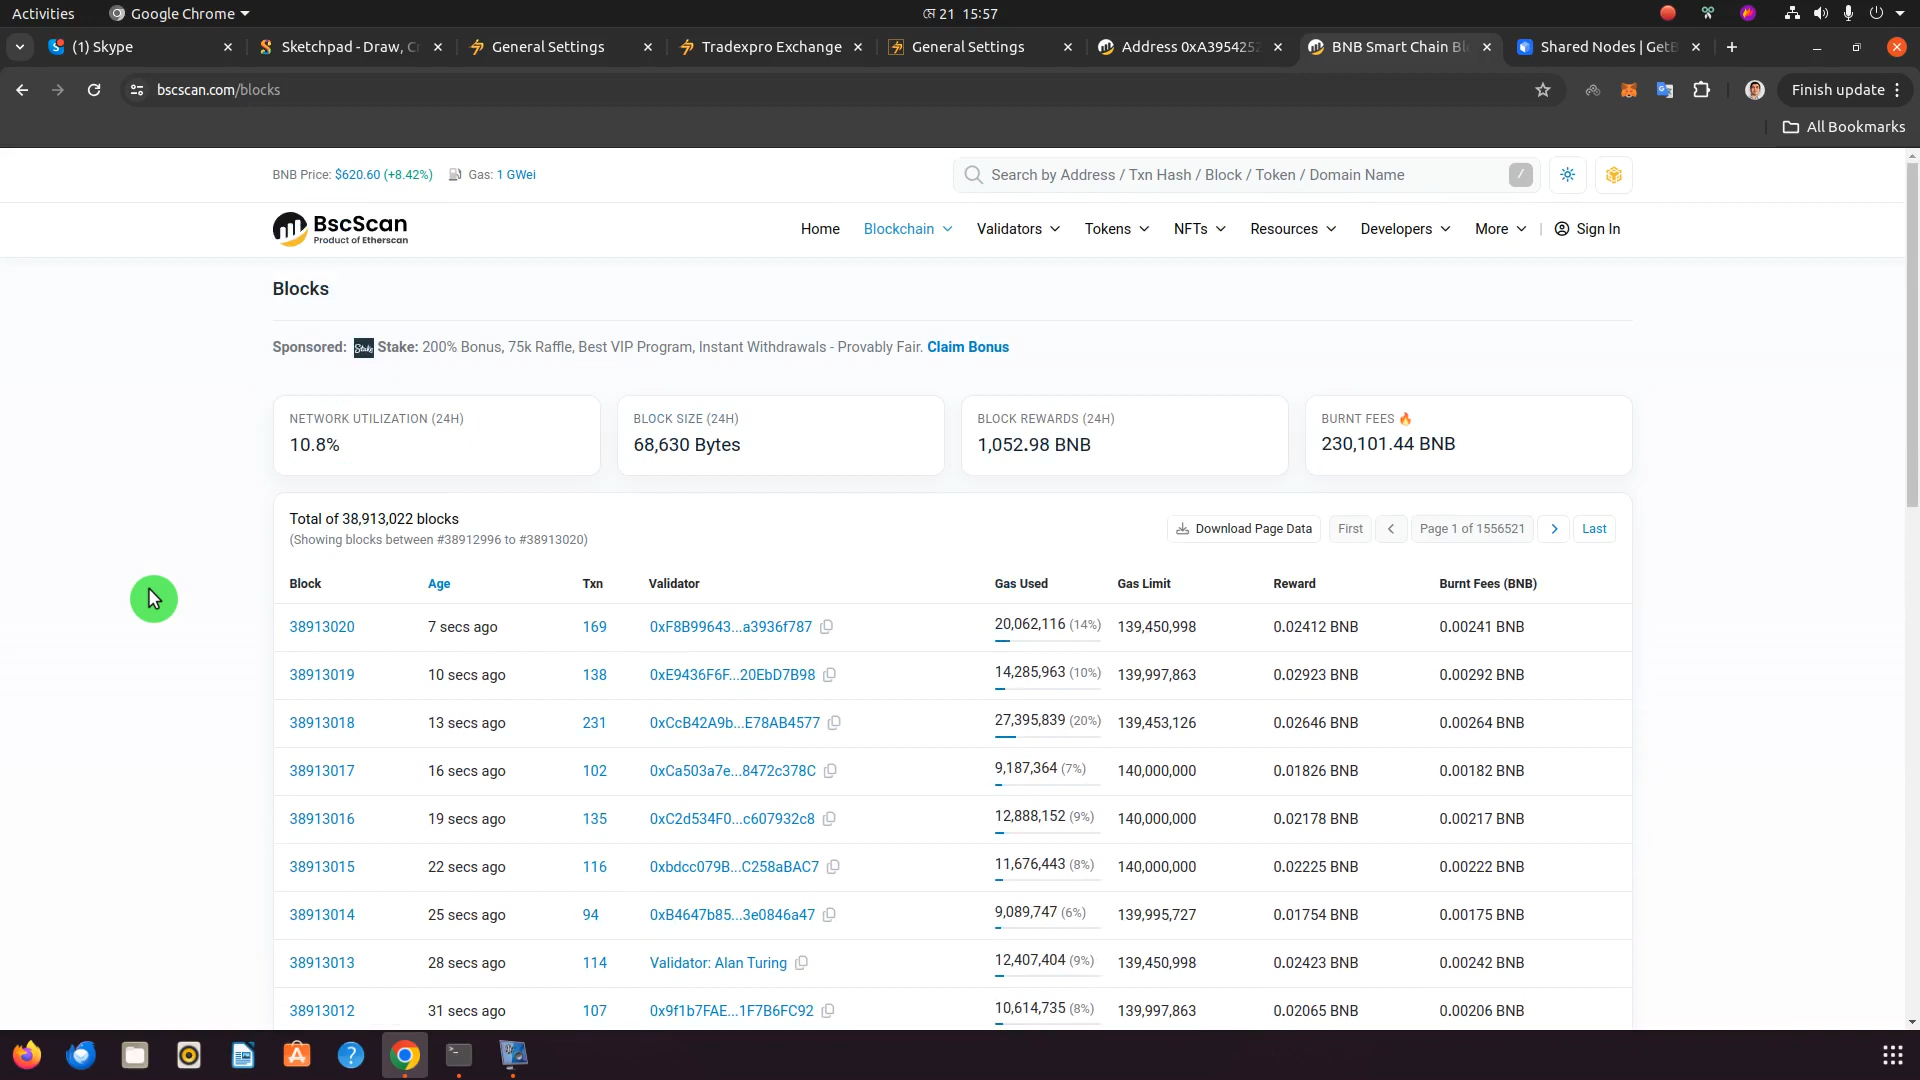 Activities
Google Chrome
মে 21 15:57
(1) Skype
Sketchpad - Draw, Cr
General Settings
Tradexpro Exchange
General Settings
Address 0xA395425
BNB Smart Chain Bl
Shared Nodes | GetB
bscscan.com/blocks
Finish update
All Bookmarks
BNB Price: $620.60 (+8.42%)
Gas: 1 GWei
Search by Address / Txn Hash / Block / Token / Domain Name
/
BscScan
Product of Etherscan
Home
Blockchain
Validators
Tokens
NFTs
Resources
Developers
More
Sign In
Blocks
Sponsored: Stake Stake: 200% Bonus, 75k Raffle, Best VIP Program, Instant Withdrawals - Provably Fair. Claim Bonus
NETWORK UTILIZATION (24H)
10.8%
BLOCK SIZE (24H)
68,630 Bytes
BLOCK REWARDS (24H)
1,052.98 BNB
BURNT FEES 🔥
230,101.44 BNB
Total of 38,913,022 blocks
(Showing blocks between #38912996 to #38913020)
Download Page Data
First
Page 1 of 1556521
Last
Block Age Txn Validator Gas Used Gas Limit Reward Burnt Fees (BNB)
38913020 7 secs ago 169 0xF8B99643...a3936f787 20,062,116 (14%) 139,450,998 0.02412 BNB 0.00241 BNB
38913019 10 secs ago 138 0xE9436F6F...20EbD7B98 14,285,963 (10%) 139,997,863 0.02923 BNB 0.00292 BNB
38913018 13 secs ago 231 0xCcB42A9b...E78AB4577 27,395,839 (20%) 139,453,126 0.02646 BNB 0.00264 BNB
38913017 16 secs ago 102 0xCa503a7e...8472c378C 9,187,364 (7%) 140,000,000 0.01826 BNB 0.00182 BNB
38913016 19 secs ago 135 0xC2d534F0...c607932c8 12,888,152 (9%) 140,000,000 0.02178 BNB 0.00217 BNB
38913015 22 secs ago 116 0xbdcc079B...C258aBAC7 11,676,443 (8%) 140,000,000 0.02225 BNB 0.00222 BNB
38913014 25 secs ago 94 0xB4647b85...3e0846a47 9,089,747 (6%) 139,995,727 0.01754 BNB 0.00175 BNB
38913013 28 secs ago 114 Validator: Alan Turing 12,407,404 (9%) 139,450,998 0.02423 BNB 0.00242 BNB
38913012 31 secs ago 107 0x9f1b7FAE...1F7B6FC92 10,614,735 (8%) 139,997,863 0.02065 BNB 0.00206 BNB